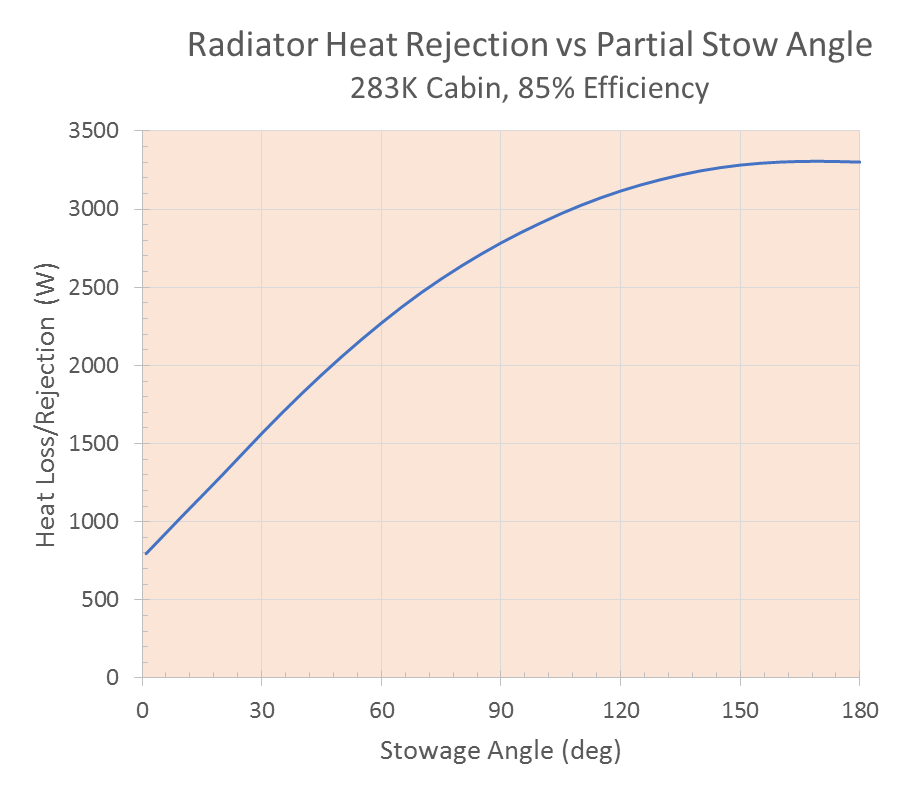 Radiator Heat Rejection vs Partial Stow Angle
283K Cabin, 85% Efficiency
3500
3000
2500
2000
1500
1000
500
0
Heat Loss/Rejection (W)
0 30 60 90 120 150 180
Stowage Angle (deg)